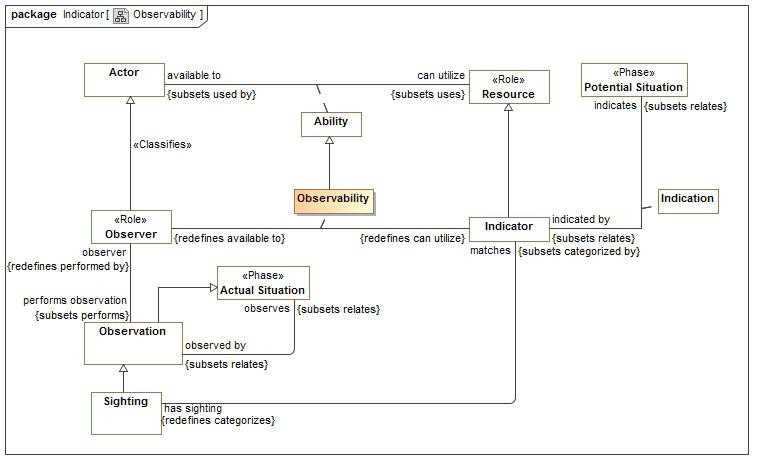 package Indicator [ Observability ]
Actor
available to
{subsets used by}
can utilize
{subsets uses}
«Role»
Resource
«Phase»
Potential Situation
indicates
{subsets relates}
Ability
«Classifies»
Observability
Indication
«Role»
Observer
{redefines available to}
{redefines can utilize}
Indicator
indicated by
{subsets relates}
matches
{subsets categorized by}
observer
{redefines performed by}
«Phase»
Actual Situation
observes
{subsets relates}
performs observation
{subsets performs}
Observation
observed by
{subsets relates}
Sighting
has sighting
{redefines categorizes}